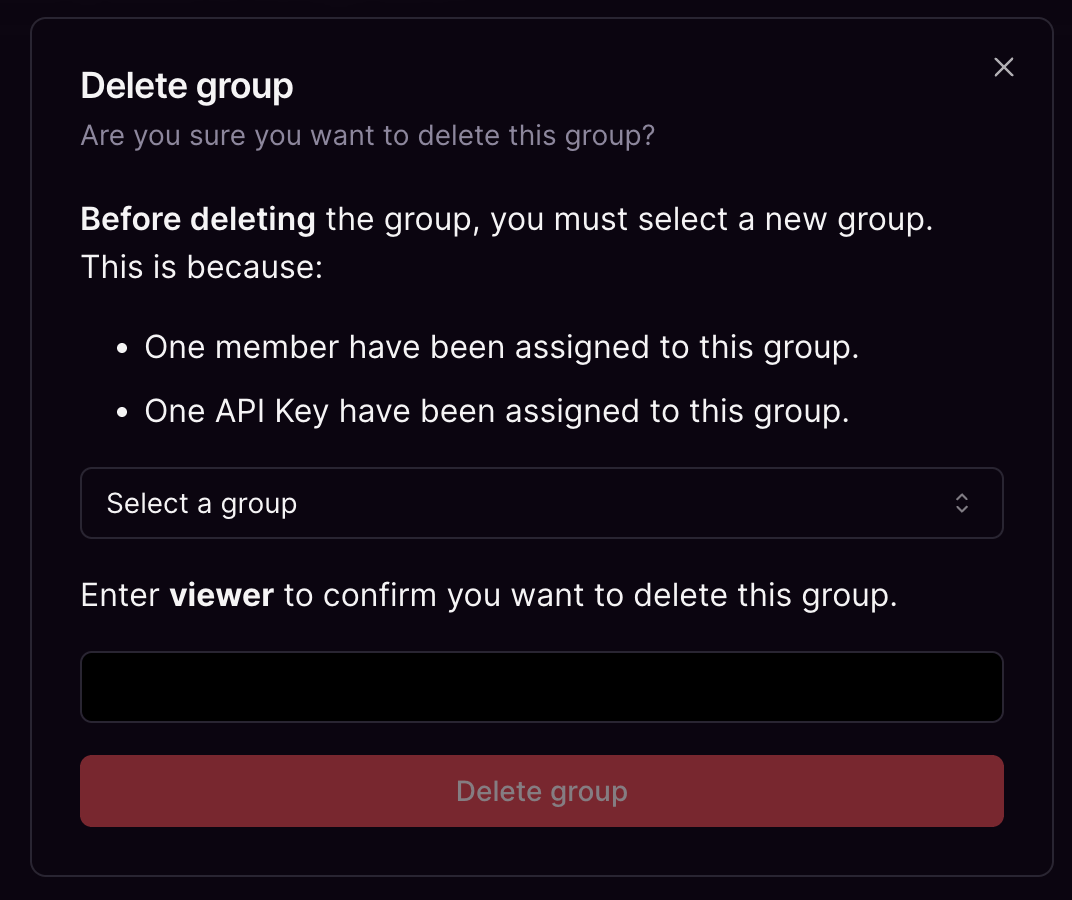 Delete group
Are you sure you want to delete this group?
Before deleting the group, you must select a new group.
This is because:
• One member have been assigned to this group.
• One API Key have been assigned to this group.
Select a group
Enter viewer to confirm you want to delete this group.
Delete group